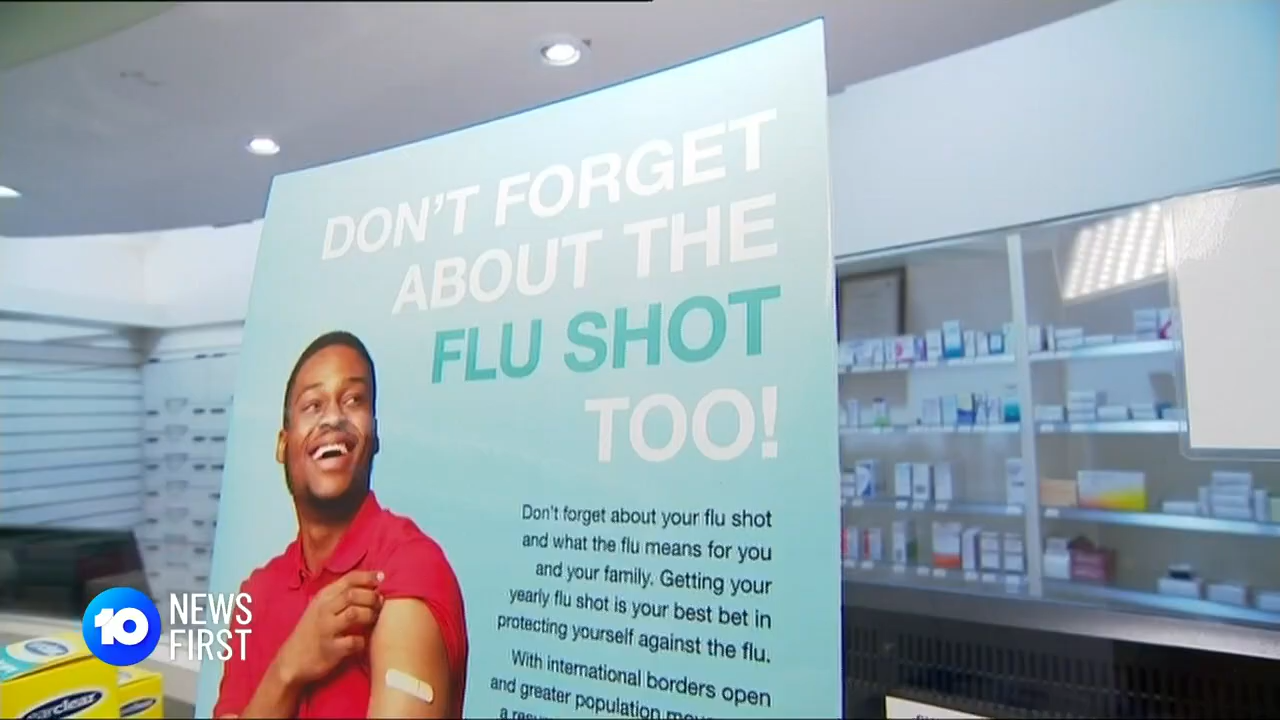 DON'T FORGET
ABOUT THE
FLU SHOT
TOO!
Don't forget about your flu shot
and what the flu means for you
and your family. Getting your
yearly flu shot is your best bet in
protecting yourself against the flu.
With international borders open
and greater population
10 NEWS
FIRST
earclear